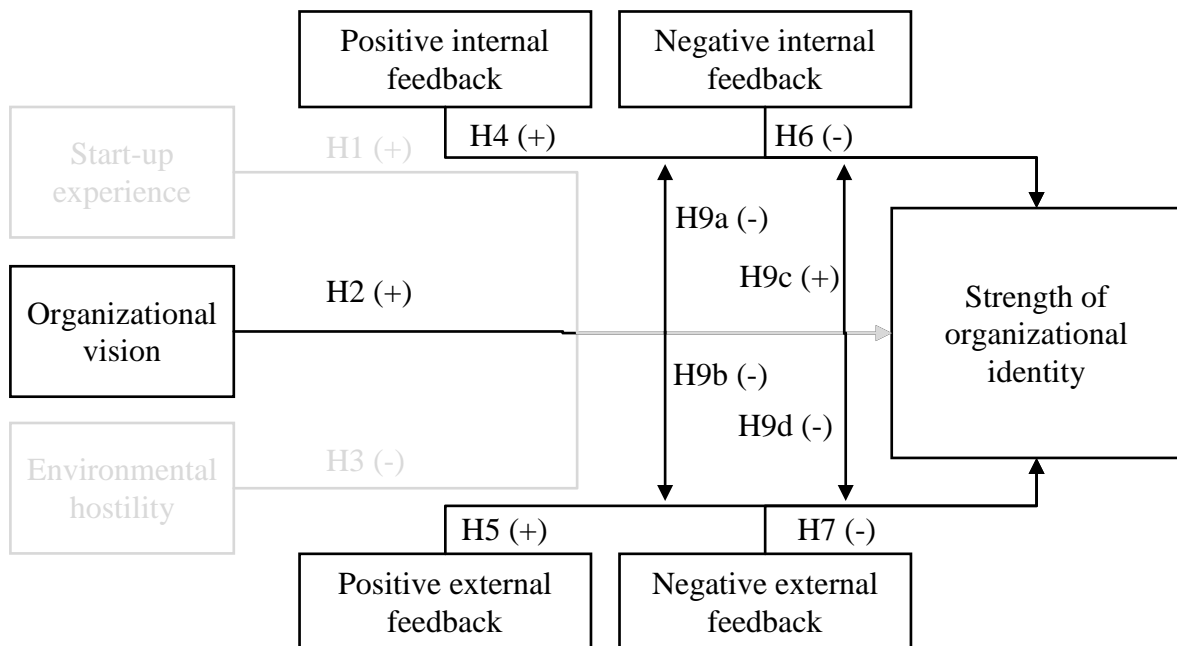 Positive internal
feedback
Negative internal
feedback
H4 (+)
H6 (-)
Start-up
experience
H1 (+)
H9a (-)
H9c (+)
Organizational
vision
H2 (+)
Strength of
organizational
identity
H9b (-)
H9d (-)
Environmental
hostility
H3 (-)
H5 (+)
H7 (-)
Positive external
feedback
Negative external
feedback